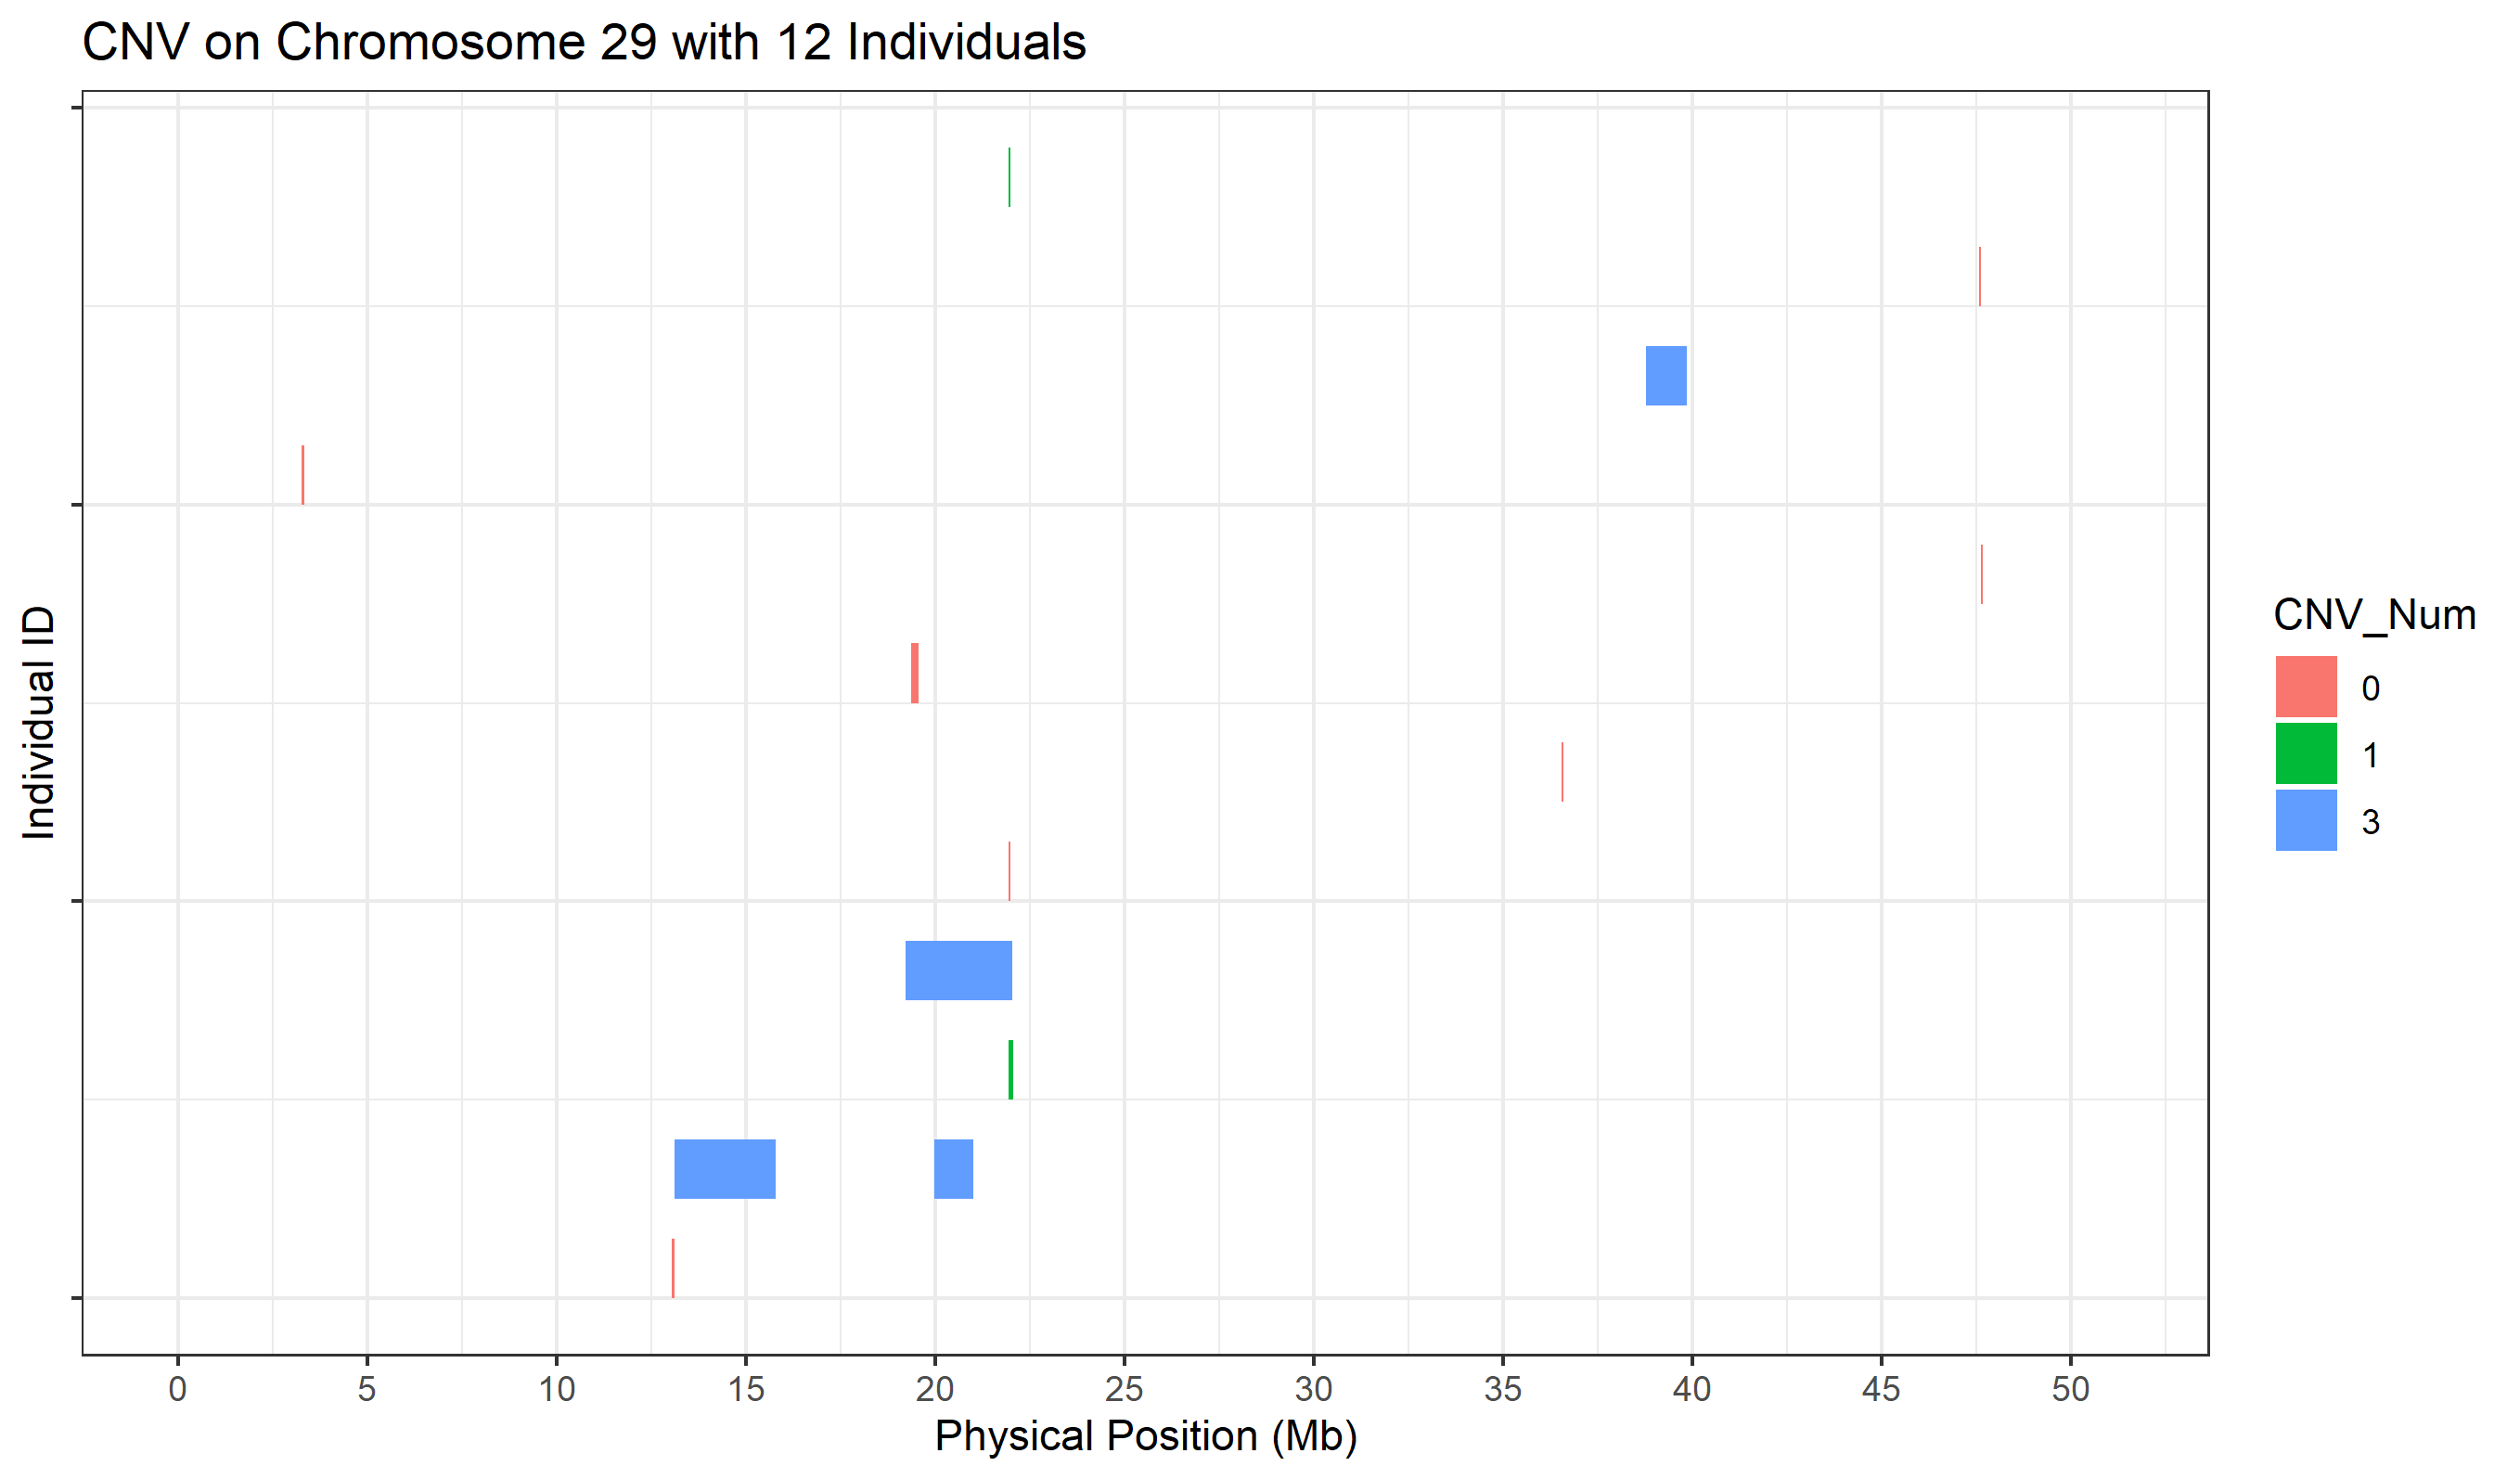 CNV on Chromosome 29 with 12 Individuals
Individual ID
CNV_Num
0
1
3
0 5 10 15 20 25 30 35 40 45 50
Physical Position (Mb)